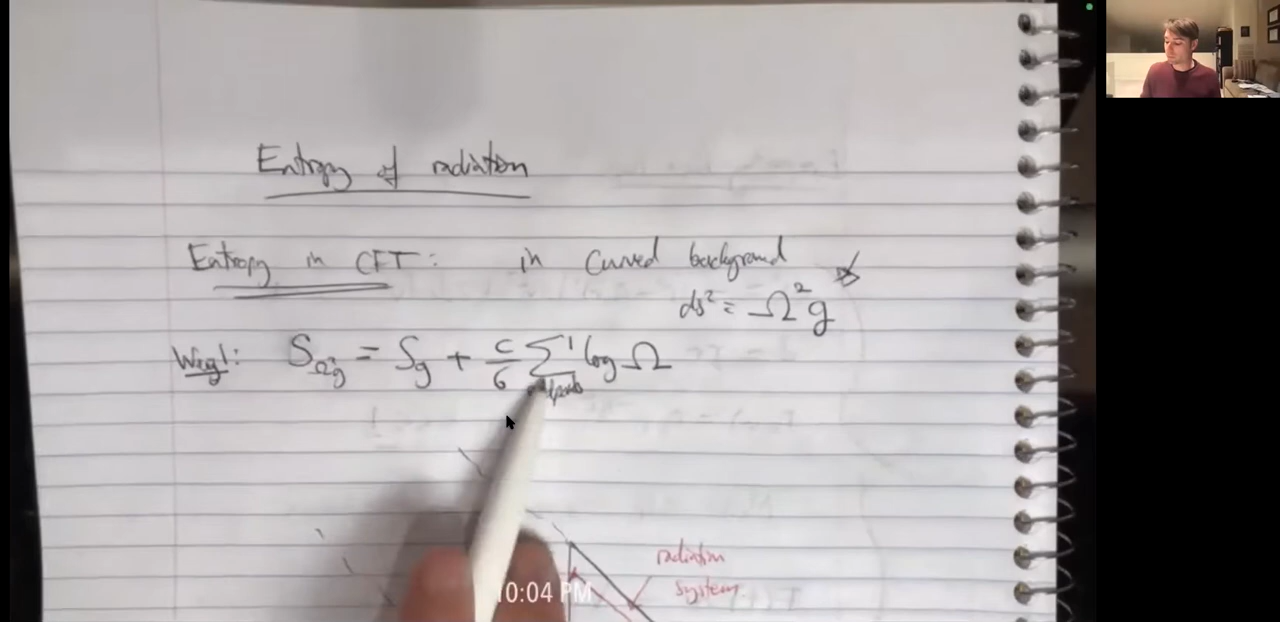 Entropy of radiation
Entropy in CFT: in curved background
ds² = Ω²g
Weyl: S_Ω²g = S_g + c/6 Σ log Ω
radiation
system
10:04 PM